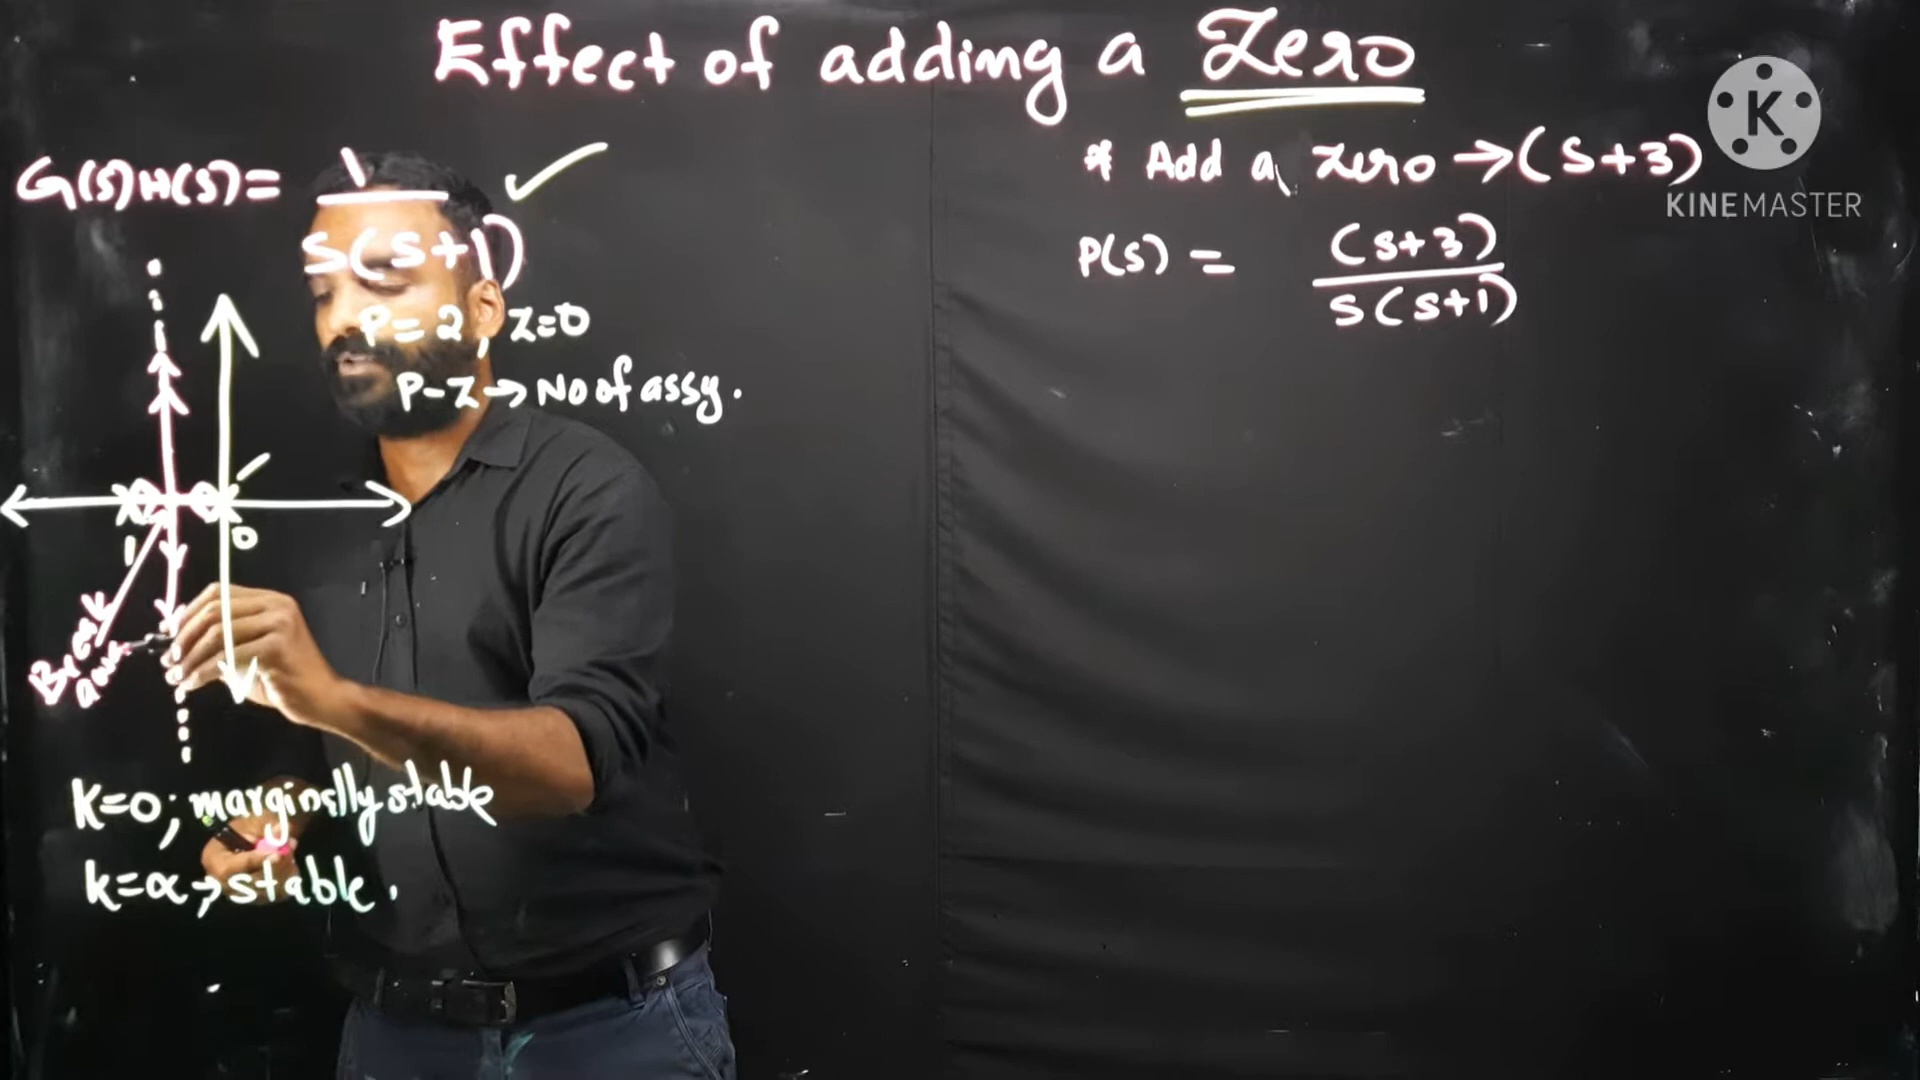 Effect of adding a Zero
G(s)H(s) = 1
s(s+1)
P=2, Z=0
P-Z → No of assy.
1
0
Break
K=0; marginally stable
k=α → stable.
* Add a zero → (s+3)
P(s) = (s+3)
s(s+1)
K
KINEMASTER